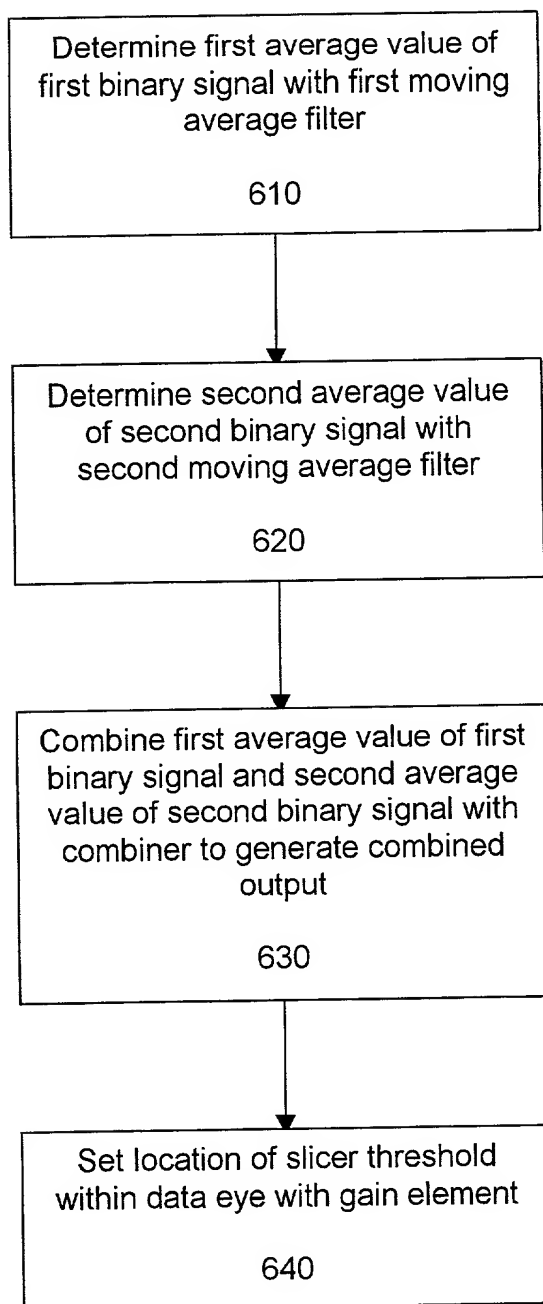 Determine first average value of
first binary signal with first moving
average filter
610
Determine second average value
of second binary signal with
second moving average filter
620
Combine first average value of first
binary signal and second average
value of second binary signal with
combiner to generate combined
output
630
Set location of slicer threshold
within data eye with gain element
640